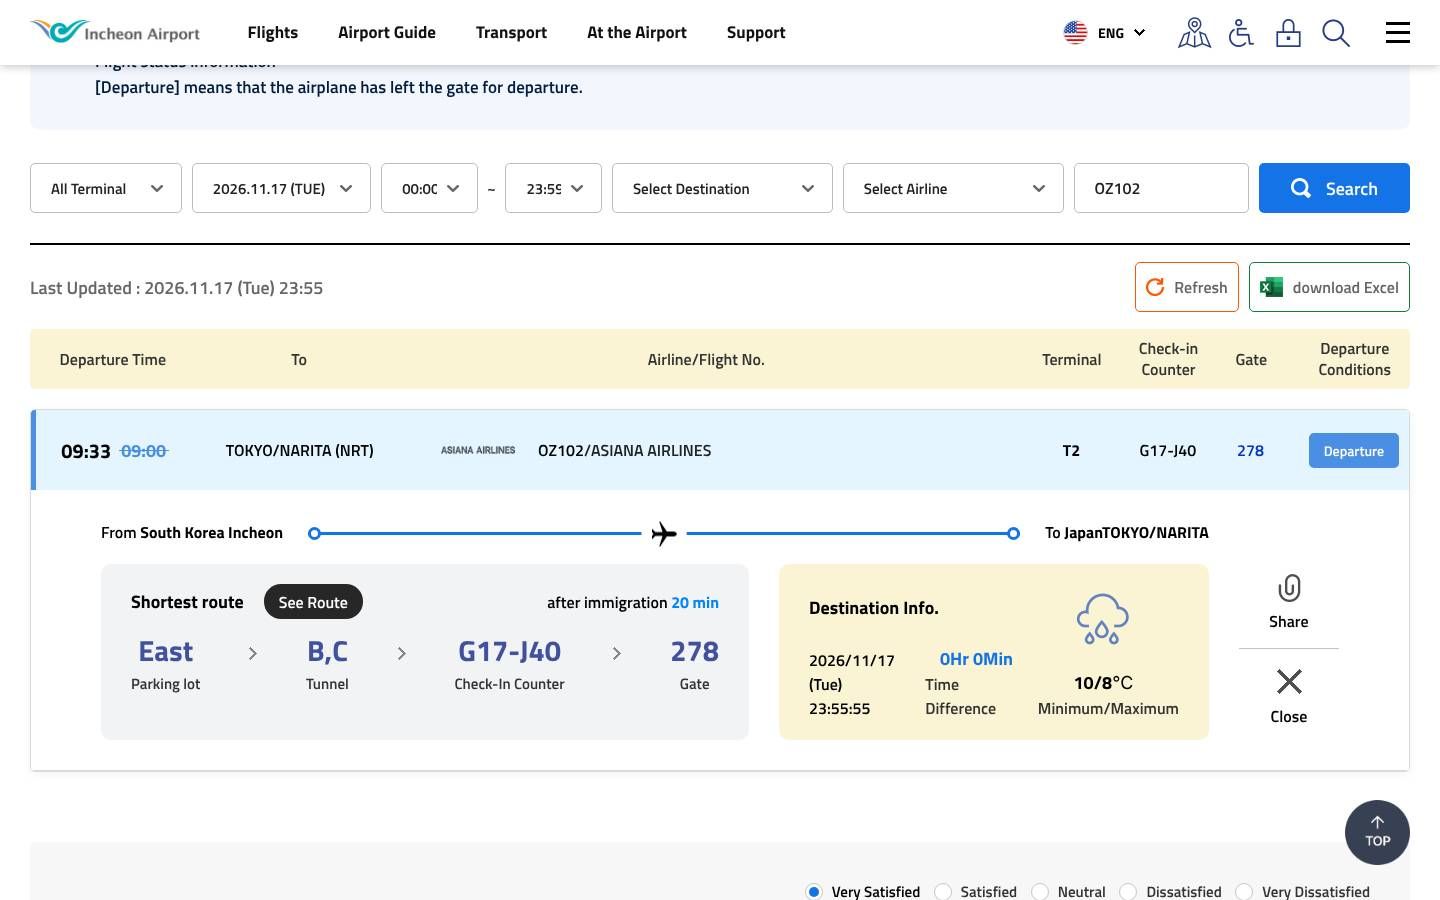 Incheon Airport
Flights Airport Guide Transport At the Airport Support ENG
[Departure] means that the airplane has left the gate for departure.
All Terminal 2026.11.17 (TUE) 00:00 ~ 23:59 Select Destination Select Airline OZ102 Search
Last Updated : 2026.11.17 (Tue) 23:55 Refresh download Excel
Departure Time To Airline/Flight No. Terminal Check-in Counter Gate Departure Conditions
09:33 09:00 TOKYO/NARITA (NRT) ASIANA AIRLINES OZ102/ASIANA AIRLINES T2 G17-J40 278 Departure
From South Korea Incheon To JapanTOKYO/NARITA
Shortest route See Route after immigration 20 min
East > B,C > G17-J40 > 278
Parking lot Tunnel Check-In Counter Gate
Destination Info.
2026/11/17 (Tue) 23:55:55
0Hr 0Min
Time Difference
10/8°C
Minimum/Maximum
Share
Close
TOP
Very Satisfied Satisfied Neutral Dissatisfied Very Dissatisfied